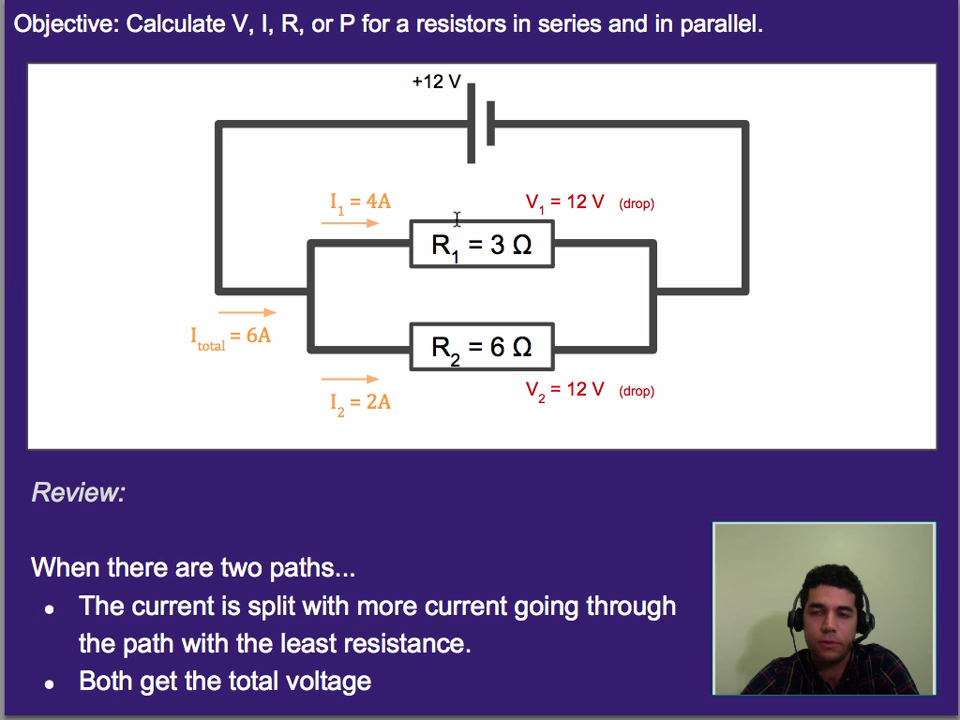 Objective: Calculate V, I, R, or P for a resistors in series and in parallel.
+12 V
I1 = 4A
V1 = 12 V (drop)
R1 = 3 Ω
Itotal = 6A
R2 = 6 Ω
I2 = 2A
V2 = 12 V (drop)
Review:
When there are two paths...
● The current is split with more current going through
the path with the least resistance.
● Both get the total voltage